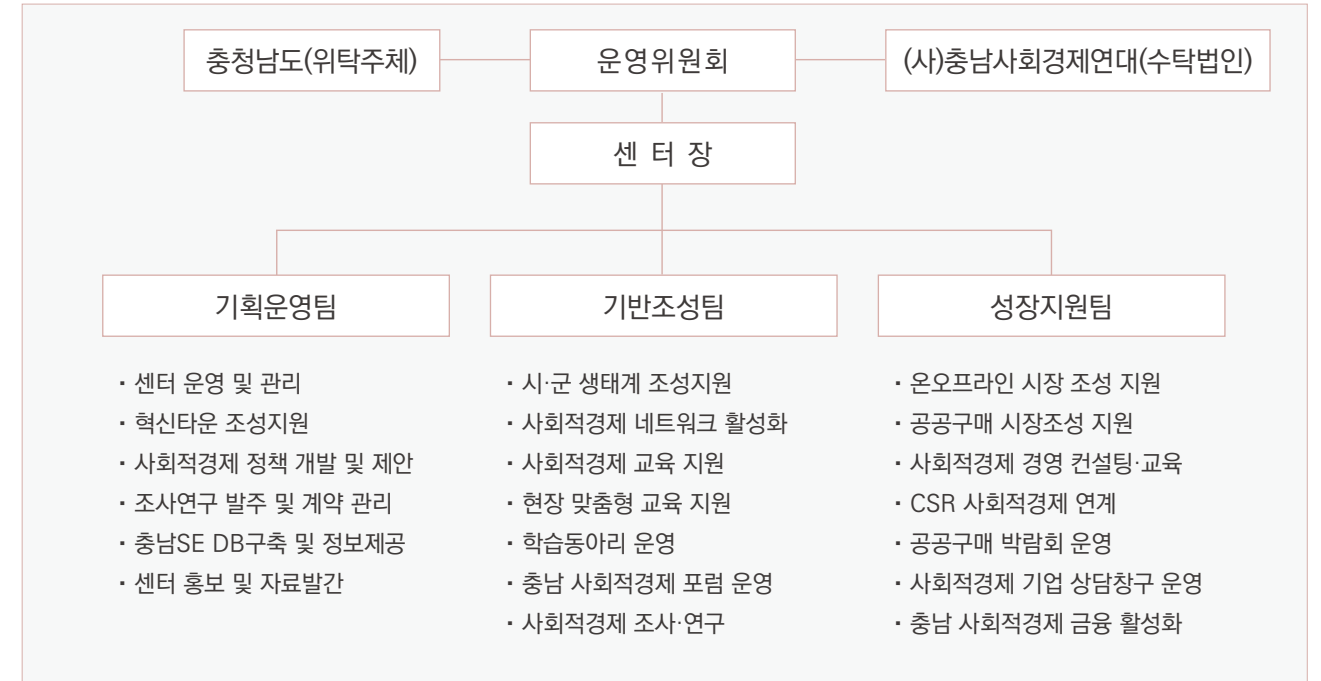 충청남도(위탁주체)
운영위원회
(사)충남사회경제연대(수탁법인)
센 터 장
기획운영팀
· 센터 운영 및 관리
· 혁신타운 조성지원
· 사회적경제 정책 개발 및 제안
· 조사연구 발주 및 계약 관리
· 충남SE DB구축 및 정보제공
· 센터 홍보 및 자료발간
기반조성팀
· 시·군 생태계 조성지원
· 사회적경제 네트워크 활성화
· 사회적경제 교육 지원
· 현장 맞춤형 교육 지원
· 학습동아리 운영
· 충남 사회적경제 포럼 운영
· 사회적경제 조사·연구
성장지원팀
· 온오프라인 시장 조성 지원
· 공공구매 시장조성 지원
· 사회적경제 경영 컨설팅·교육
· CSR 사회적경제 연계
· 공공구매 박람회 운영
· 사회적경제 기업 상담창구 운영
· 충남 사회적경제 금융 활성화